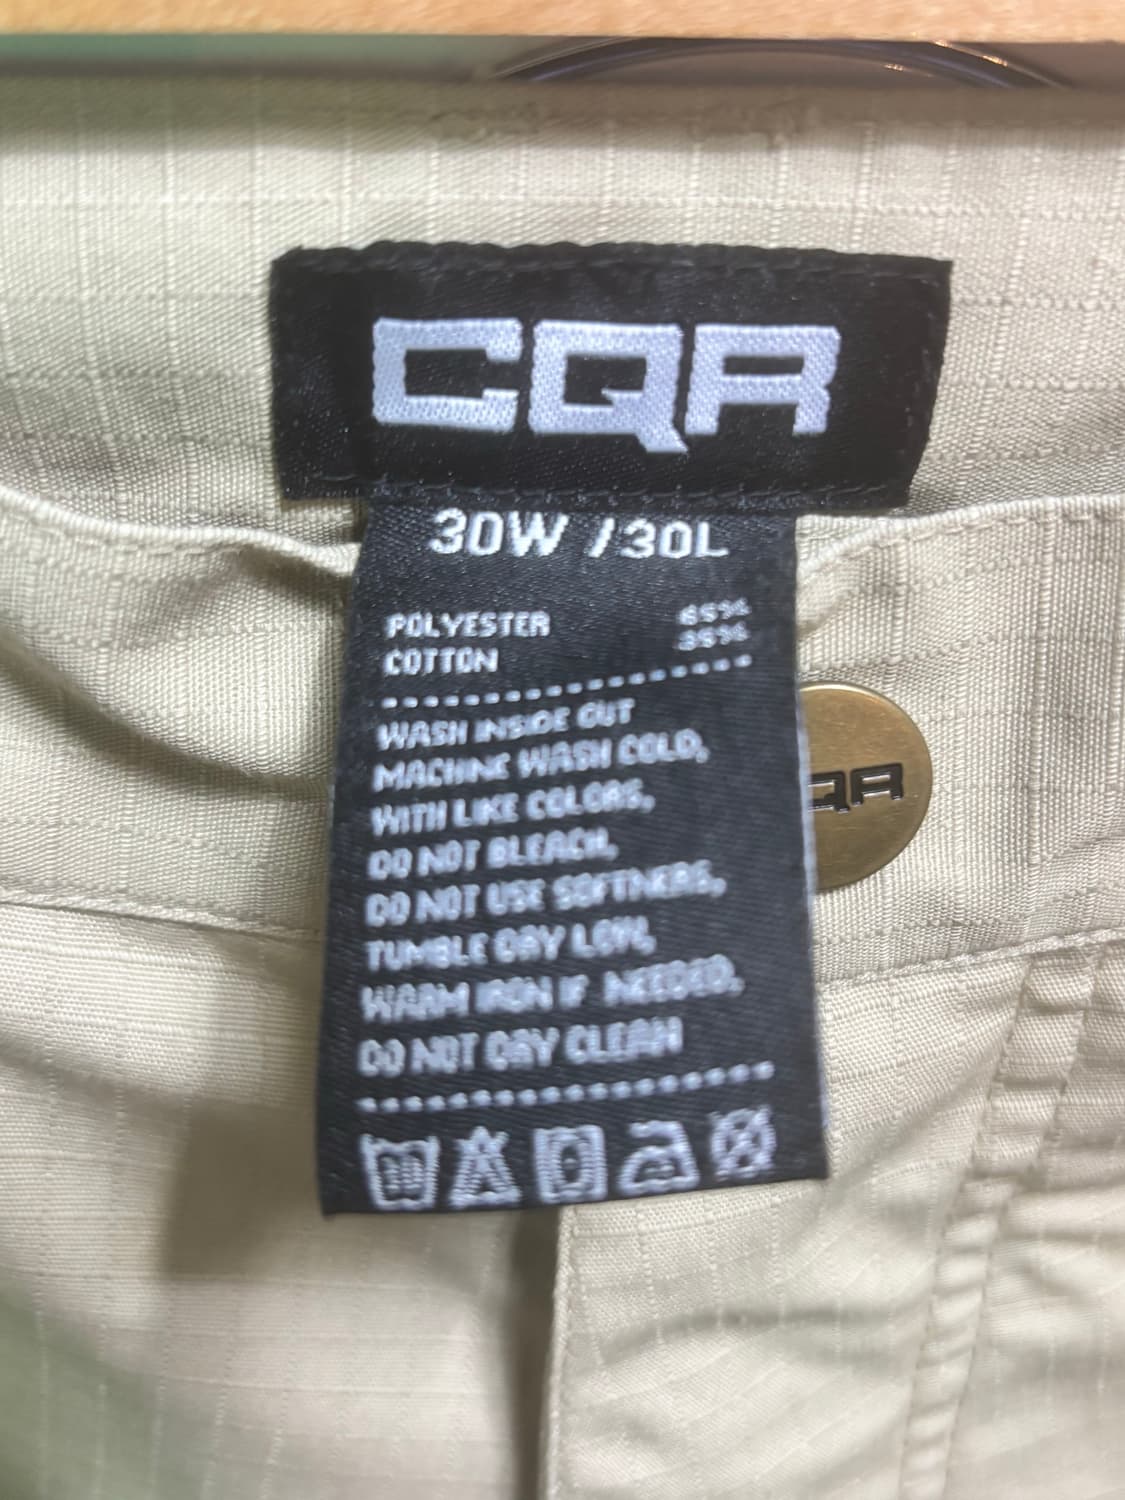 CQR
30W / 30L
POLYESTER 65%
COTTON 35%
WASH INSIDE OUT
MACHINE WASH COLD,
WITH LIKE COLORS,
DO NOT BLEACH,
DO NOT USE SOFTNERS,
TUMBLE DRY LOW,
WARM IRON IF NEEDED,
DO NOT DRY CLEAN
QR